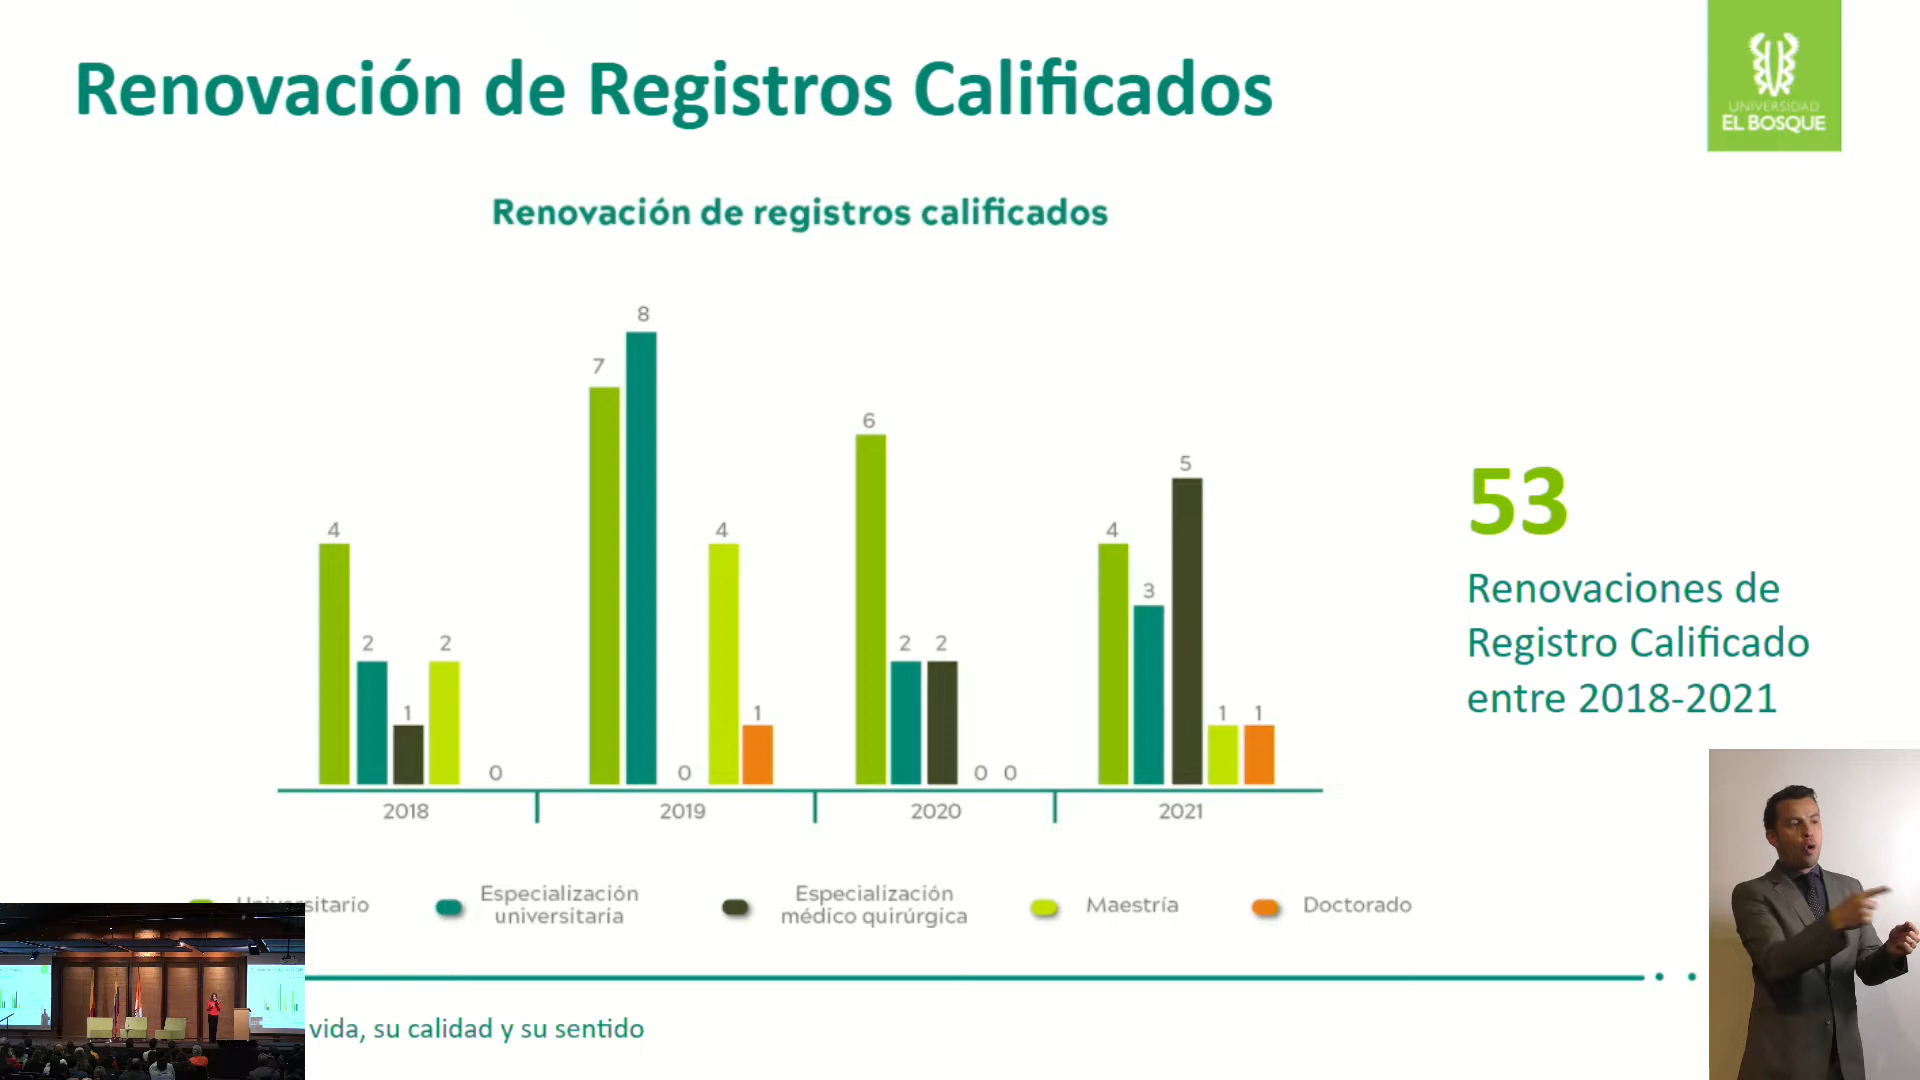 Renovación de Registros Calificados
UNIVERSIDAD
EL BOSQUE
Renovación de registros calificados
8
7
6
5
4
4
4
3
2
2
2
2
1
1
1
1
0
0
0
0
2018
2019
2020
2021
53
Renovaciones de
Registro Calificado
entre 2018-2021
Universitario
Especialización
universitaria
Especialización
médico quirúrgica
Maestría
Doctorado
vida, su calidad y su sentido